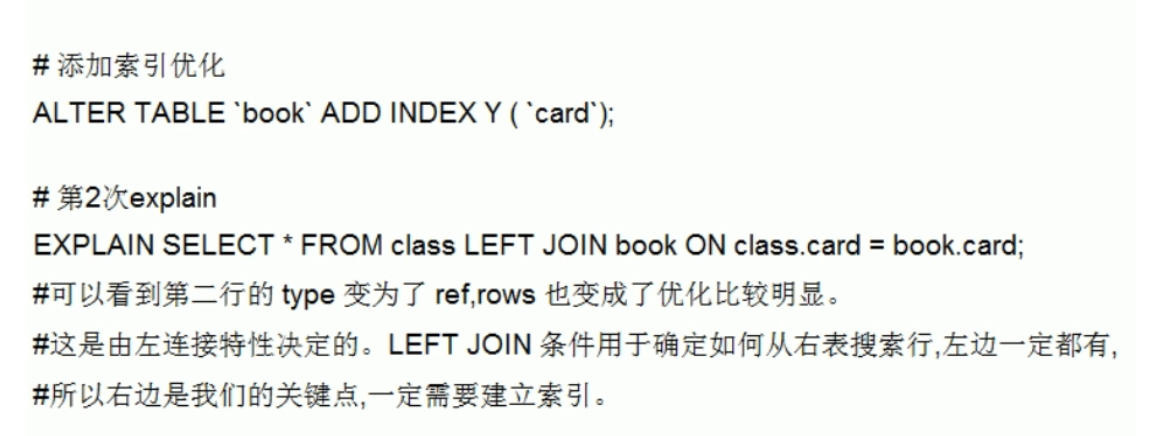 # 添加索引优化
ALTER TABLE `book` ADD INDEX Y ( `card`);
# 第2次explain
EXPLAIN SELECT * FROM class LEFT JOIN book ON class.card = book.card;
#可以看到第二行的 type 变为了 ref,rows 也变成了优化比较明显。
#这是由左连接特性决定的。LEFT JOIN 条件用于确定如何从右表搜索行,左边一定都有,
#所以右边是我们的关键点,一定需要建立索引。